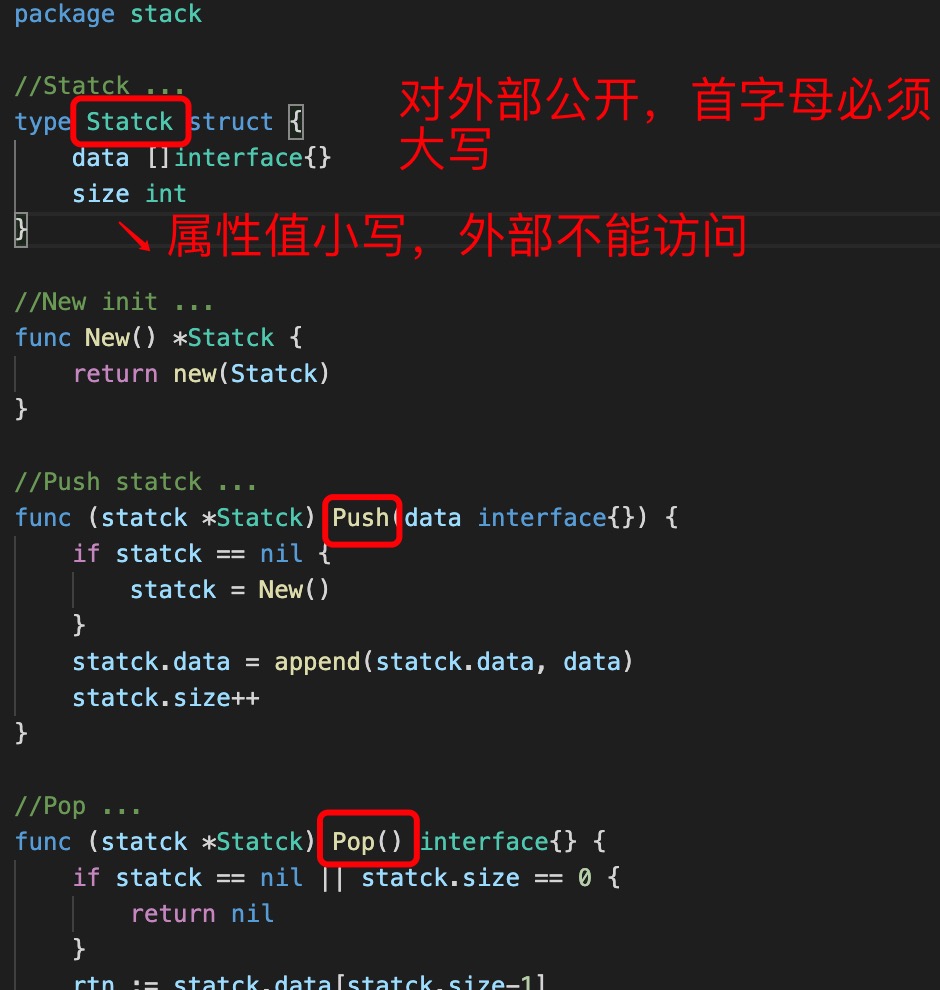 package stack
//Statck ...
对外部公开，首字母必须
大写
type Statck struct {
data []interface{}
size int
}
属性值小写，外部不能访问
//New init ...
func New() *Statck {
return new(Statck)
}
//Push statck ...
func (statck *Statck) Push(data interface{}) {
if statck == nil {
statck = New()
}
statck.data = append(statck.data, data)
statck.size++
}
//Pop ...
func (statck *Statck) Pop() interface{} {
if statck == nil || statck.size == 0 {
return nil
}
rtn := statck.data[statck.size-1]